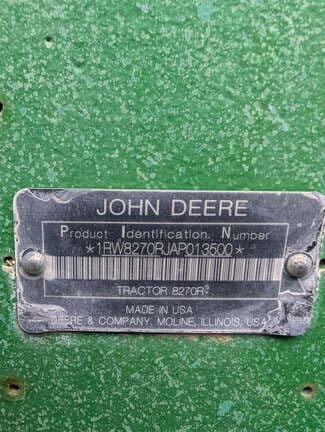 JOHN DEERE
Product Identification Number
*1RW8270RJAP013500*
TRACTOR 8270R
MADE IN USA
DEERE & COMPANY, MOLINE, ILLINOIS, USA